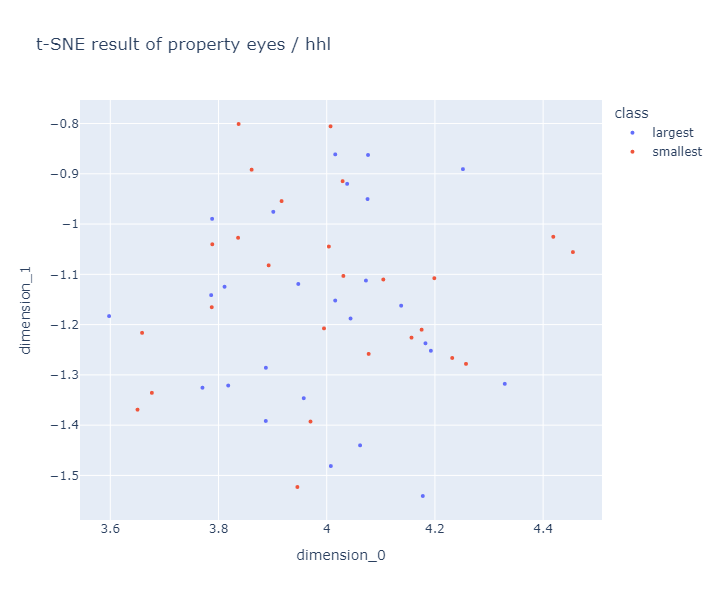 t-SNE result of property eyes / hhl
class
largest
smallest
−0.8
−0.9
−1
−1.1
−1.2
−1.3
−1.4
−1.5
dimension_1
3.6
3.8
4
4.2
4.4
dimension_0